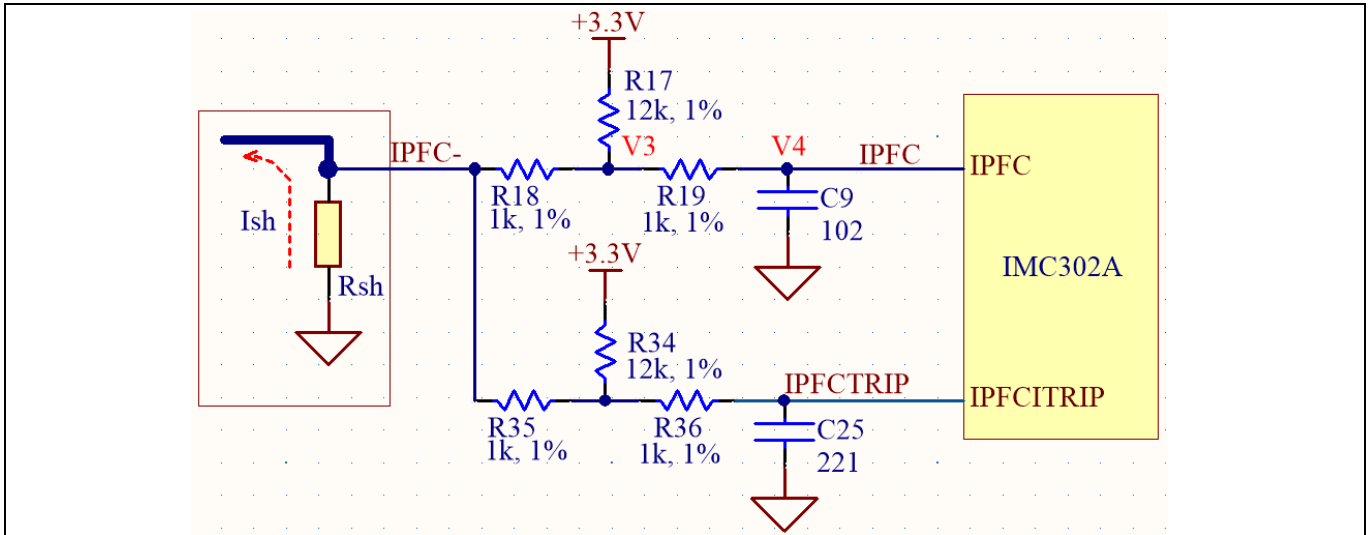 +3.3V
R17
12k, 1%
IPFC-
V3
V4
IPFC
IPFC
R18
1k, 1%
R19
1k, 1%
C9
102
Ish
Rsh
+3.3V
IMC302A
R34
12k, 1%
IPFCTRIP
IPFCITRIP
R35
1k, 1%
R36
1k, 1%
C25
221